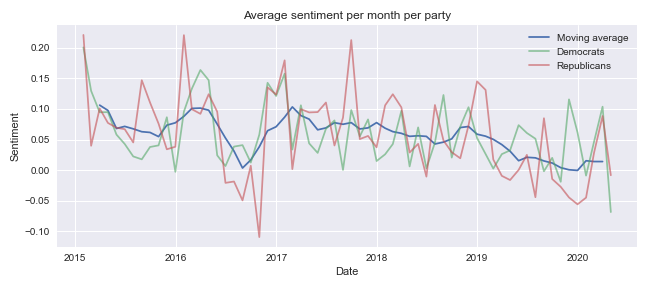 Average sentiment per month per party
Moving average
Democrats
Republicans
Sentiment
0.20
0.15
0.10
0.05
0.00
−0.05
−0.10
2015 2016 2017 2018 2019 2020
Date